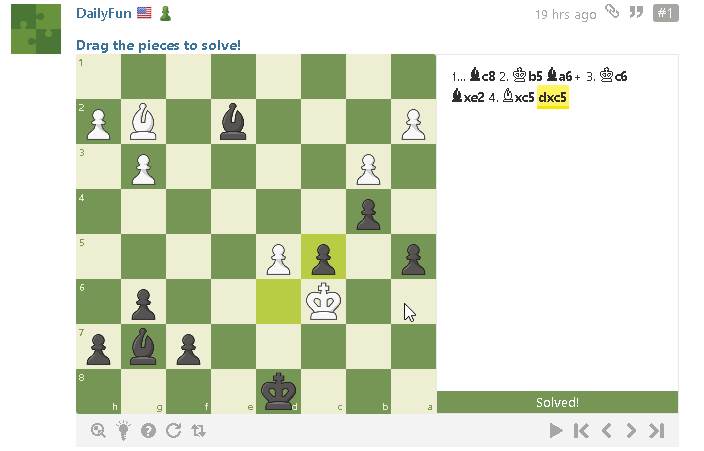 DailyFun
19 hrs ago #1
Drag the pieces to solve!
1
2
3
4
5
6
7
8
h g f e d c b a
1... ♝c8 2. ♔b5 ♝a6+ 3. ♔c6
♝xe2 4. ♗xc5 dxc5
Solved!